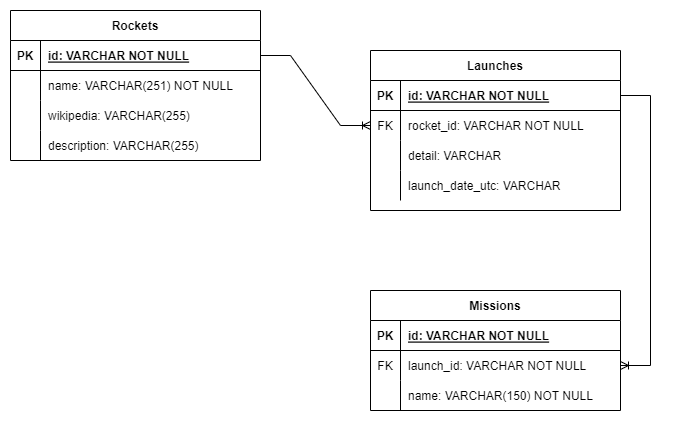 Rockets
PK id: VARCHAR NOT NULL
name: VARCHAR(251) NOT NULL
wikipedia: VARCHAR(255)
description: VARCHAR(255)
Launches
PK id: VARCHAR NOT NULL
FK rocket_id: VARCHAR NOT NULL
detail: VARCHAR
launch_date_utc: VARCHAR
Missions
PK id: VARCHAR NOT NULL
FK launch_id: VARCHAR NOT NULL
name: VARCHAR(150) NOT NULL